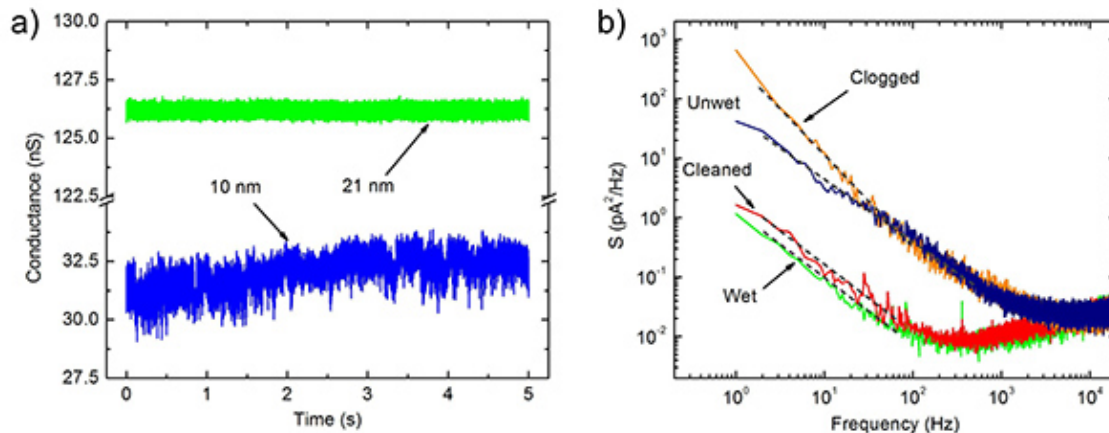 a)
130.0
127.5
125.0
122.5
32.5
30.0
27.5
Conductance (nS)
21 nm
10 nm
0 1 2 3 4 5
Time (s)
b)
10³
10²
10¹
10⁰
10⁻¹
10⁻²
S (pA²/Hz)
Clogged
Unwet
Cleaned
Wet
10⁰ 10¹ 10² 10³ 10⁴
Frequency (Hz)